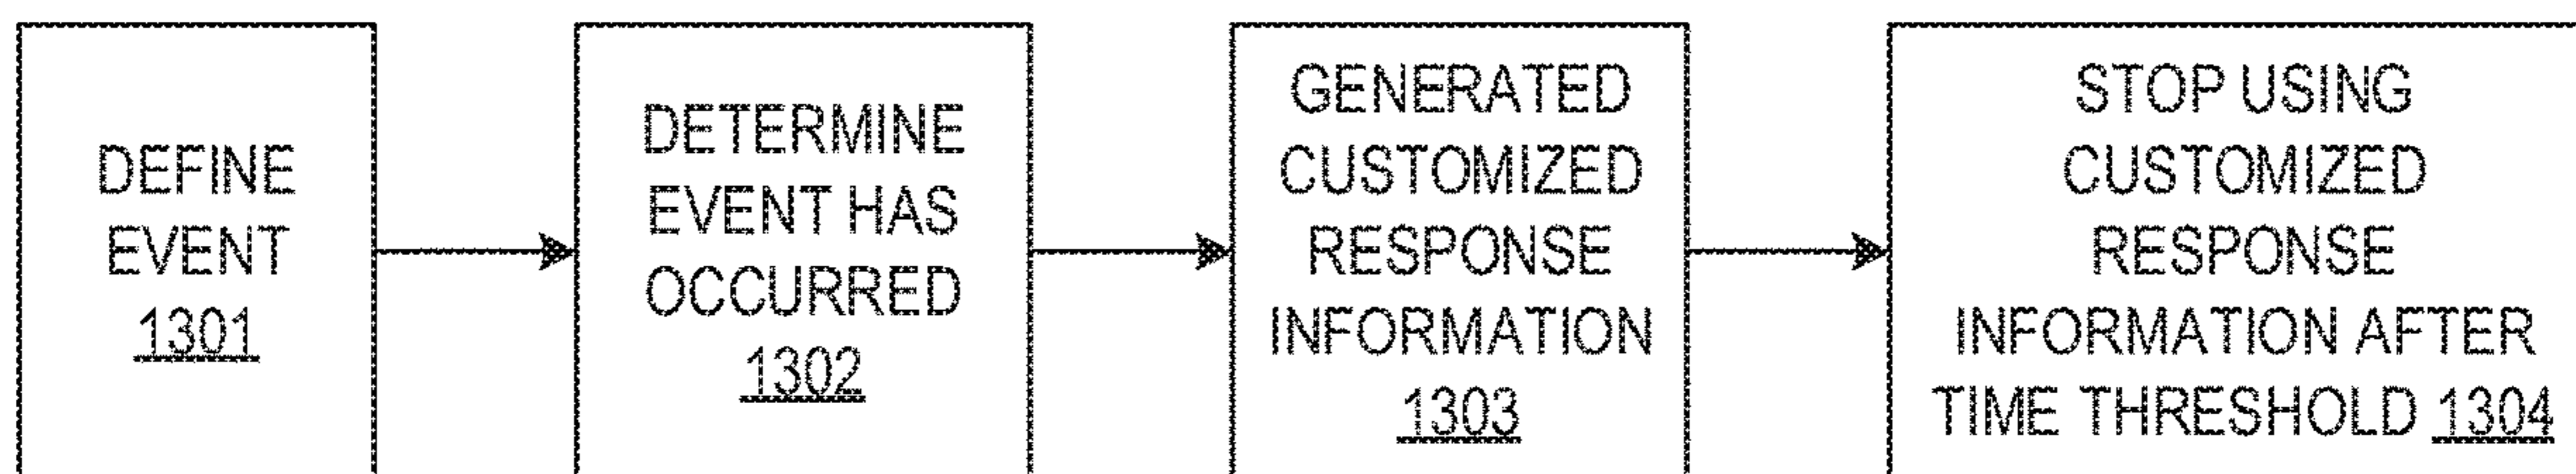 DEFINE
EVENT
1301
DETERMINE
EVENT HAS
OCCURRED
1302
GENERATED
CUSTOMIZED
RESPONSE
INFORMATION
1303
STOP USING
CUSTOMIZED
RESPONSE
INFORMATION AFTER
TIME THRESHOLD 1304